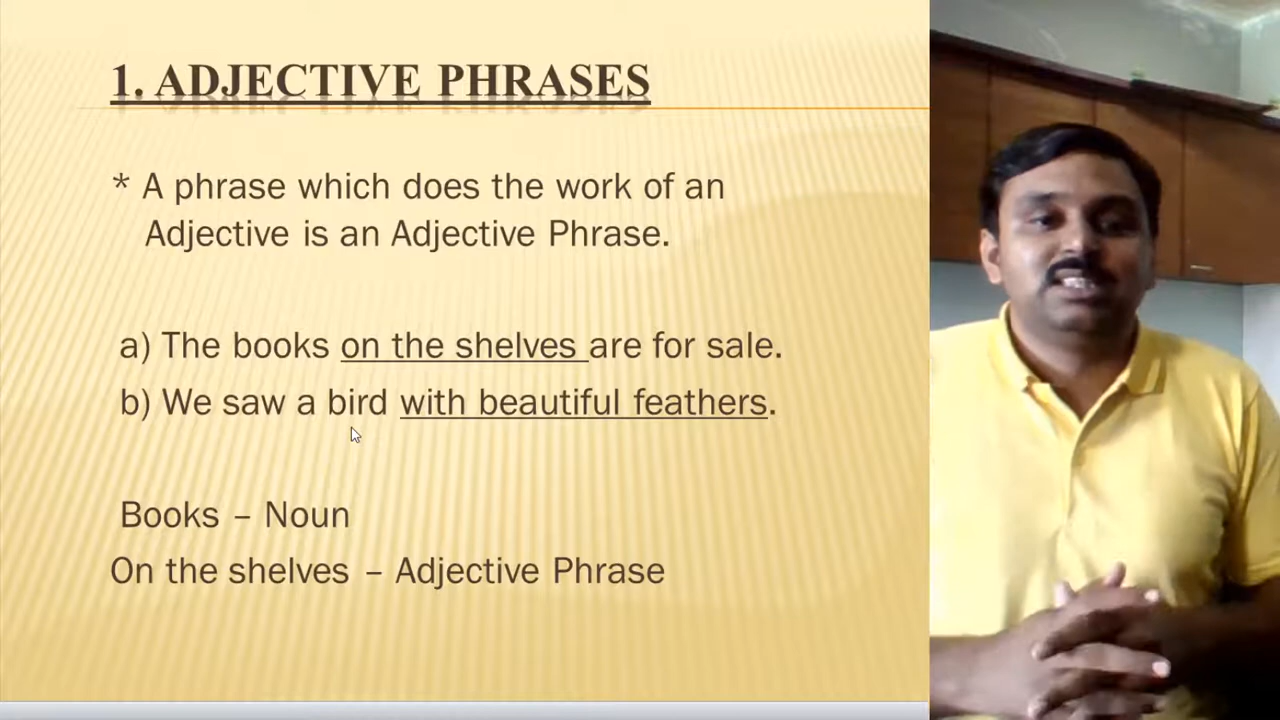 1. ADJECTIVE PHRASES
* A phrase which does the work of an
Adjective is an Adjective Phrase.
a) The books on the shelves are for sale.
b) We saw a bird with beautiful feathers.
Books – Noun
On the shelves – Adjective Phrase